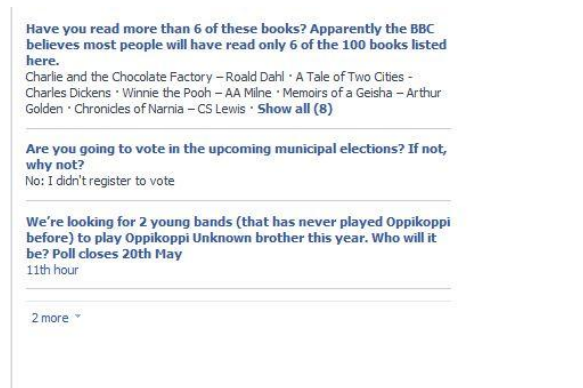 Have you read more than 6 of these books? Apparently the BBC
believes most people will have read only 6 of the 100 books listed
here.
Charlie and the Chocolate Factory – Roald Dahl · A Tale of Two Cities -
Charles Dickens · Winnie the Pooh – AA Milne · Memoirs of a Geisha – Arthur
Golden · Chronicles of Narnia – CS Lewis · Show all (8)
Are you going to vote in the upcoming municipal elections? If not,
why not?
No: I didn't register to vote
We're looking for 2 young bands (that has never played Oppikoppi
before) to play Oppikoppi Unknown brother this year. Who will it
be? Poll closes 20th May
11th hour
2 more